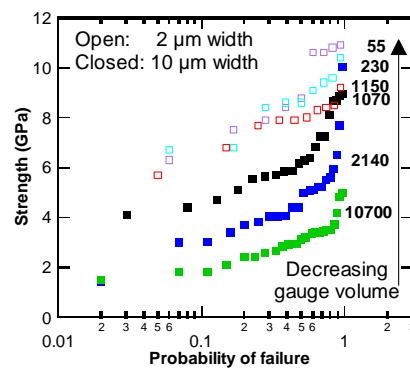 12
10
8
6
4
2
0
Strength (GPa)
Open: 2 µm width
Closed: 10 µm width
55
230
1150
1070
2140
10700
Decreasing
gauge volume
2 3 4 5 6 2 3 4 5 6 2 3
0.01 0.1 1
Probability of failure